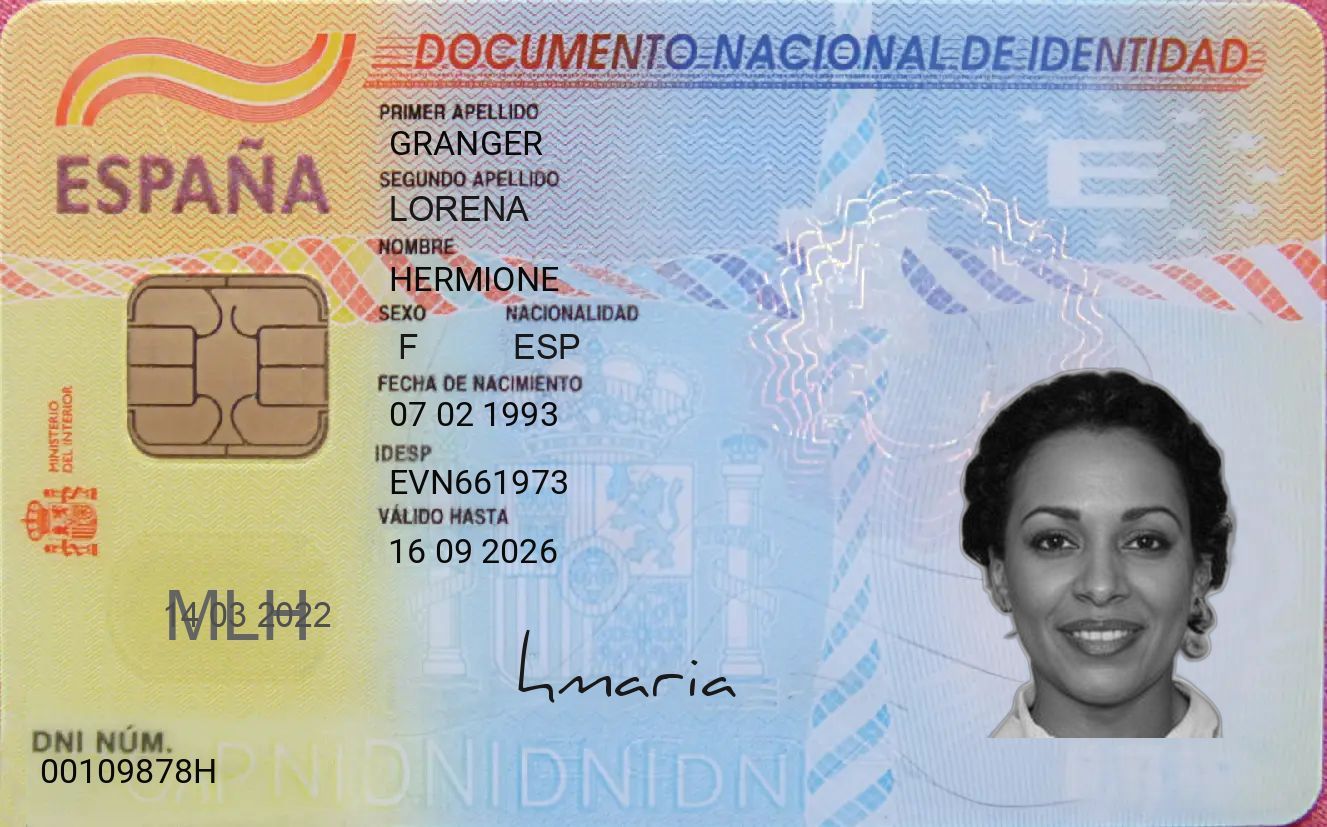 DOCUMENTO NACIONAL DE IDENTIDAD
ESPAÑA
PRIMER APELLIDO
GRANGER
SEGUNDO APELLIDO
LORENA
NOMBRE
HERMIONE
SEXO NACIONALIDAD
F ESP
FECHA DE NACIMIENTO
07 02 1993
IDESP
EVN661973
VÁLIDO HASTA
16 09 2026
MINISTERIO
DEL INTERIOR
E
MLH
14 03 2022
hmaria
DNI NÚM.
00109878H
DNIDNIDNIDN